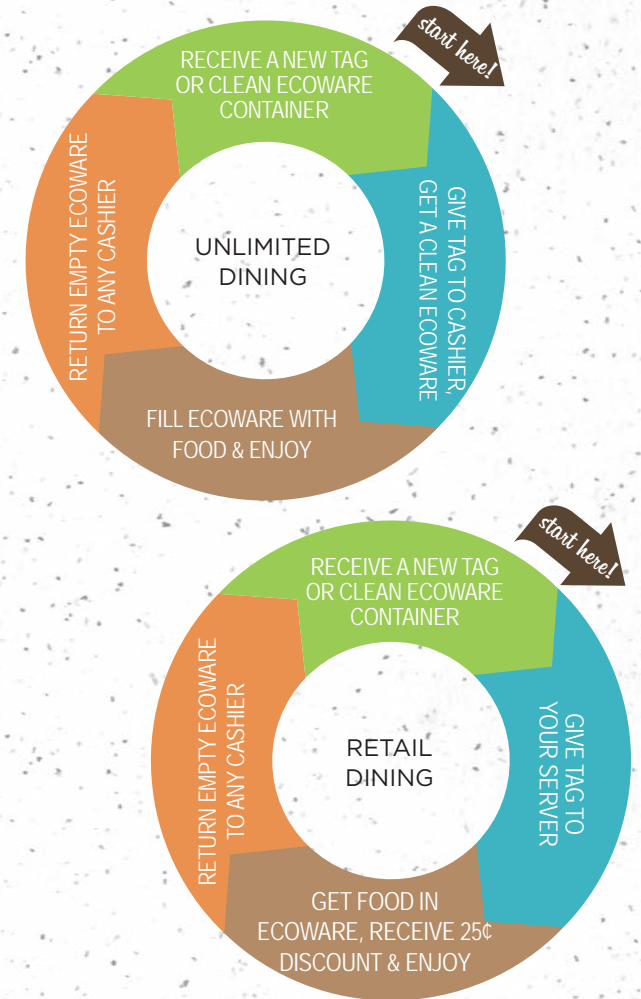 start here!
RECEIVE A NEW TAG
OR CLEAN ECOWARE
CONTAINER
GIVE TAG TO CASHIER,
GET A CLEAN ECOWARE
FILL ECOWARE WITH
FOOD & ENJOY
RETURN EMPTY ECOWARE
TO ANY CASHIER
UNLIMITED
DINING
start here!
RECEIVE A NEW TAG
OR CLEAN ECOWARE
CONTAINER
GIVE TAG TO
YOUR SERVER
GET FOOD IN
ECOWARE, RECEIVE 25¢
DISCOUNT & ENJOY
RETURN EMPTY ECOWARE
TO ANY CASHIER
RETAIL
DINING